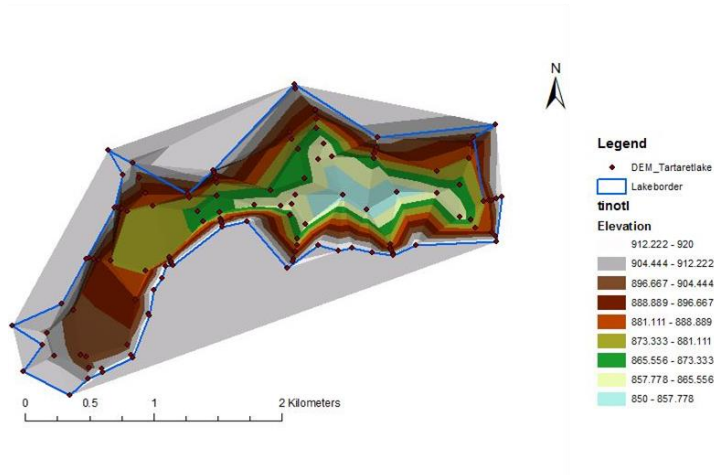 N
Legend
DEM_Tartaretlake
Lakeborder
tinotl
Elevation
912.222 - 920
904.444 - 912.222
896.667 - 904.444
888.889 - 896.667
881.111 - 888.889
873.333 - 881.111
865.556 - 873.333
857.778 - 865.556
850 - 857.778
0 0.5 1 2 Kilometers